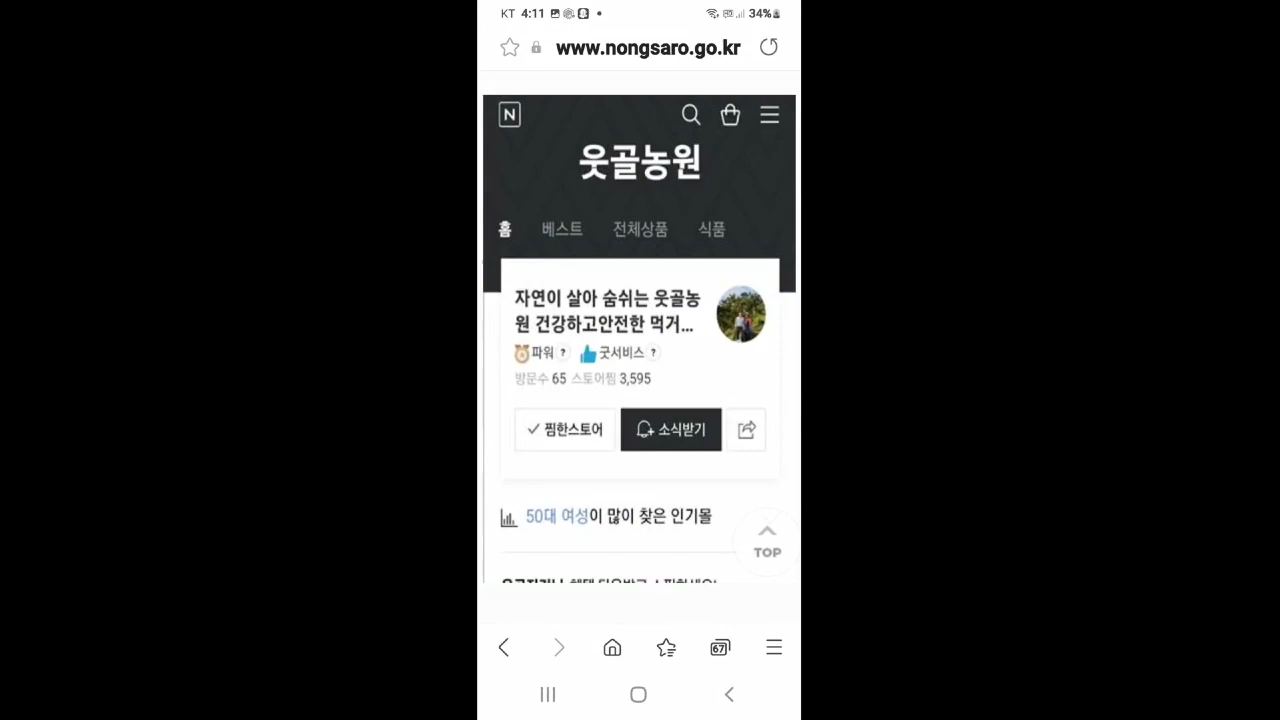 KT 4:11
34%
www.nongsaro.go.kr
N
웃골농원
홈 베스트 전체상품 식품
자연이 살아 숨쉬는 웃골농
원 건강하고안전한 먹거...
파워 ? 굿서비스 ?
방문수 65 스토어찜 3,595
찜한스토어 소식받기
50대 여성이 많이 찾은 인기몰
TOP
67